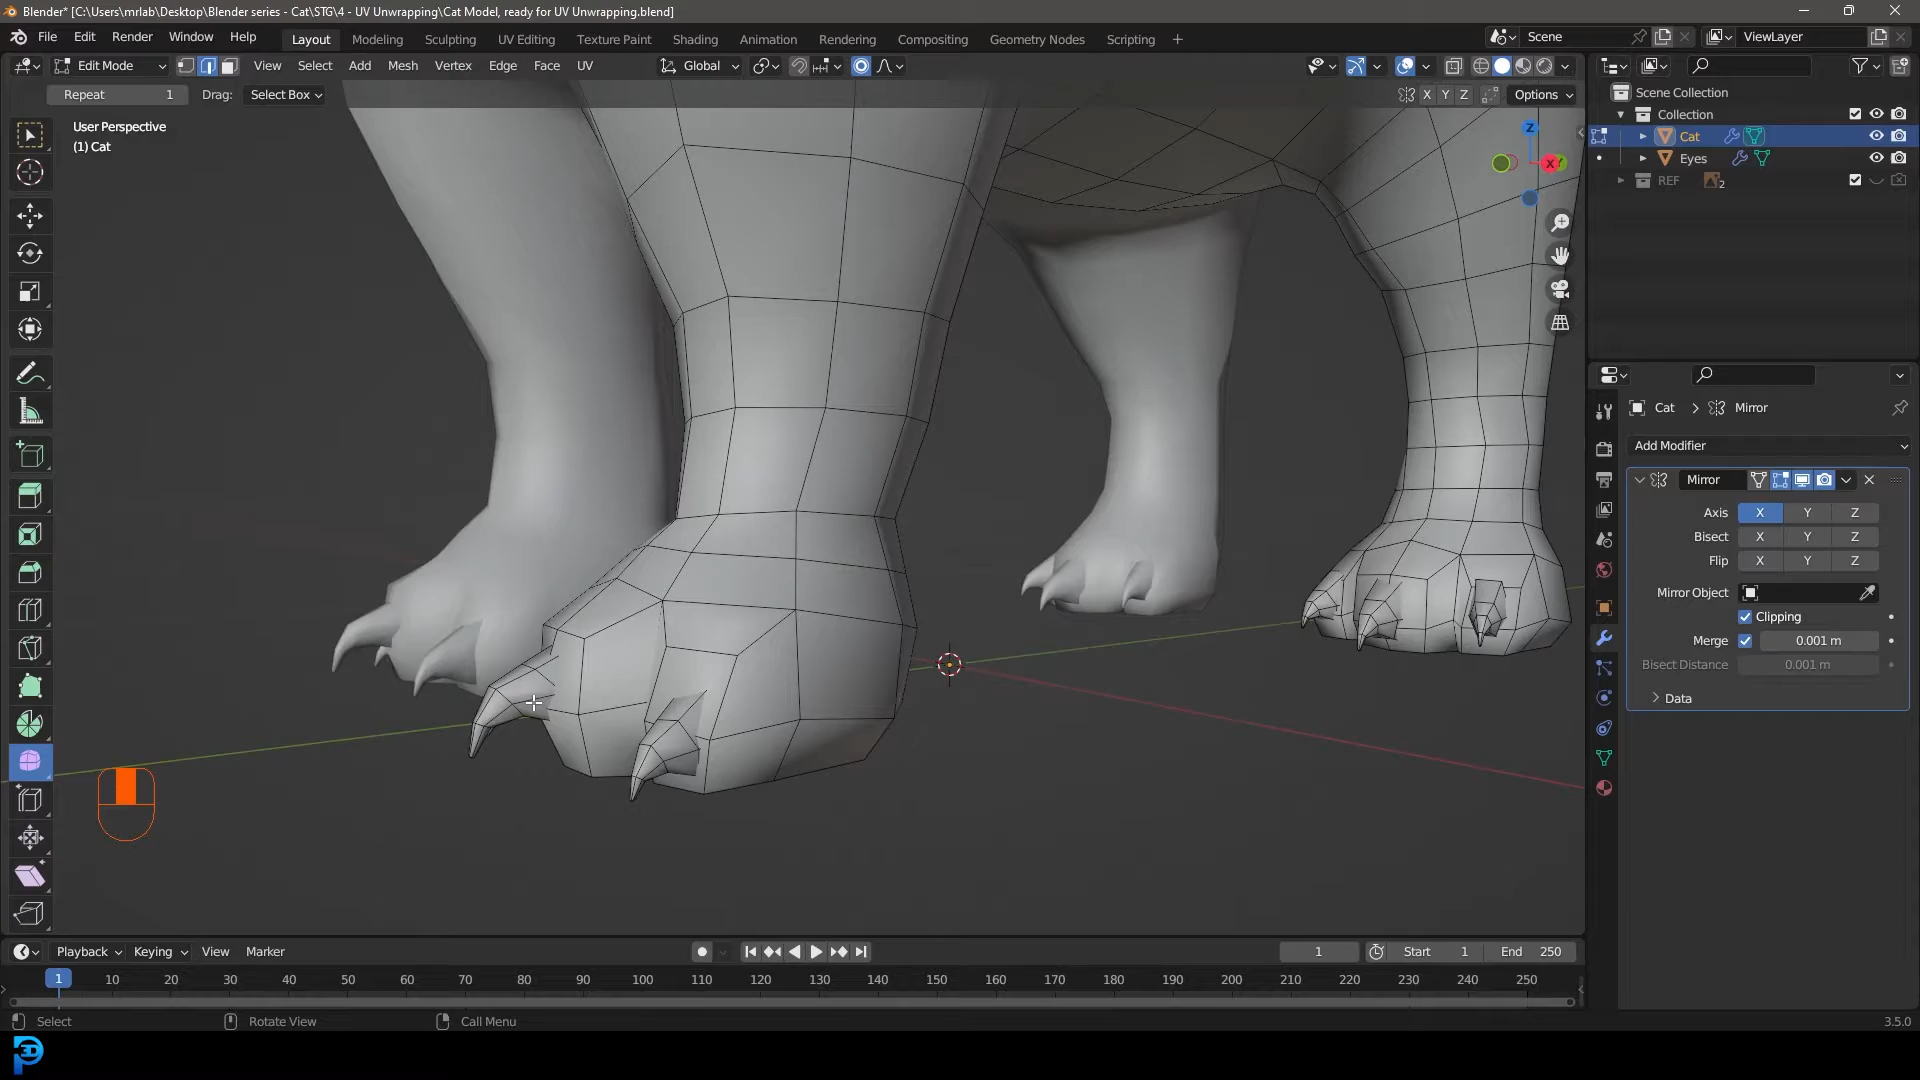 Blender* [C:\Users\mrlab\Desktop\Blender series - Cat\STG\4 - UV Unwrapping\Cat Model, ready for UV Unwrapping.blend]
File Edit Render Window Help Layout Modeling Sculpting UV Editing Texture Paint Shading Animation Rendering Compositing Geometry Nodes Scripting + Scene ViewLayer
Edit Mode View Select Add Mesh Vertex Edge Face UV Global
Repeat 1 Drag: Select Box X Y Z Options
User Perspective
(1) Cat
Z
X
Y
Scene Collection
Collection
Cat
Eyes
REF 2
Cat > Mirror
Add Modifier
Mirror
Axis X Y Z
Bisect X Y Z
Flip X Y Z
Mirror Object
Clipping
Merge 0.001 m
Bisect Distance 0.001 m
Data
Playback Keying View Marker 1 Start 1 End 250
1 10 20 30 40 50 60 70 80 90 100 110 120 130 140 150 160 170 180 190 200 210 220 230 240 250
Select Rotate View Call Menu 3.5.0